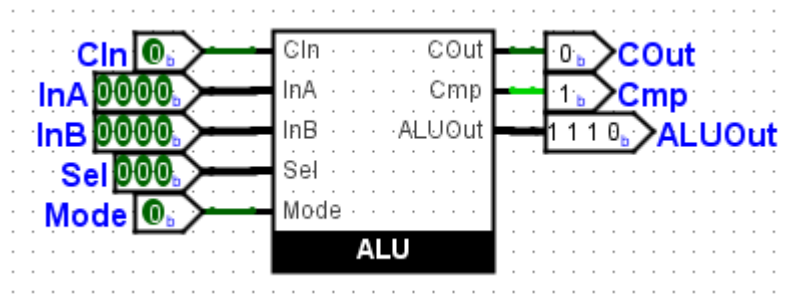 CIn 0b CIn COut 0b COut
InA 0000b InA Cmp 1b Cmp
InB 0000b InB ALUOut 1110b ALUOut
Sel 000b Sel
Mode 0b Mode
ALU